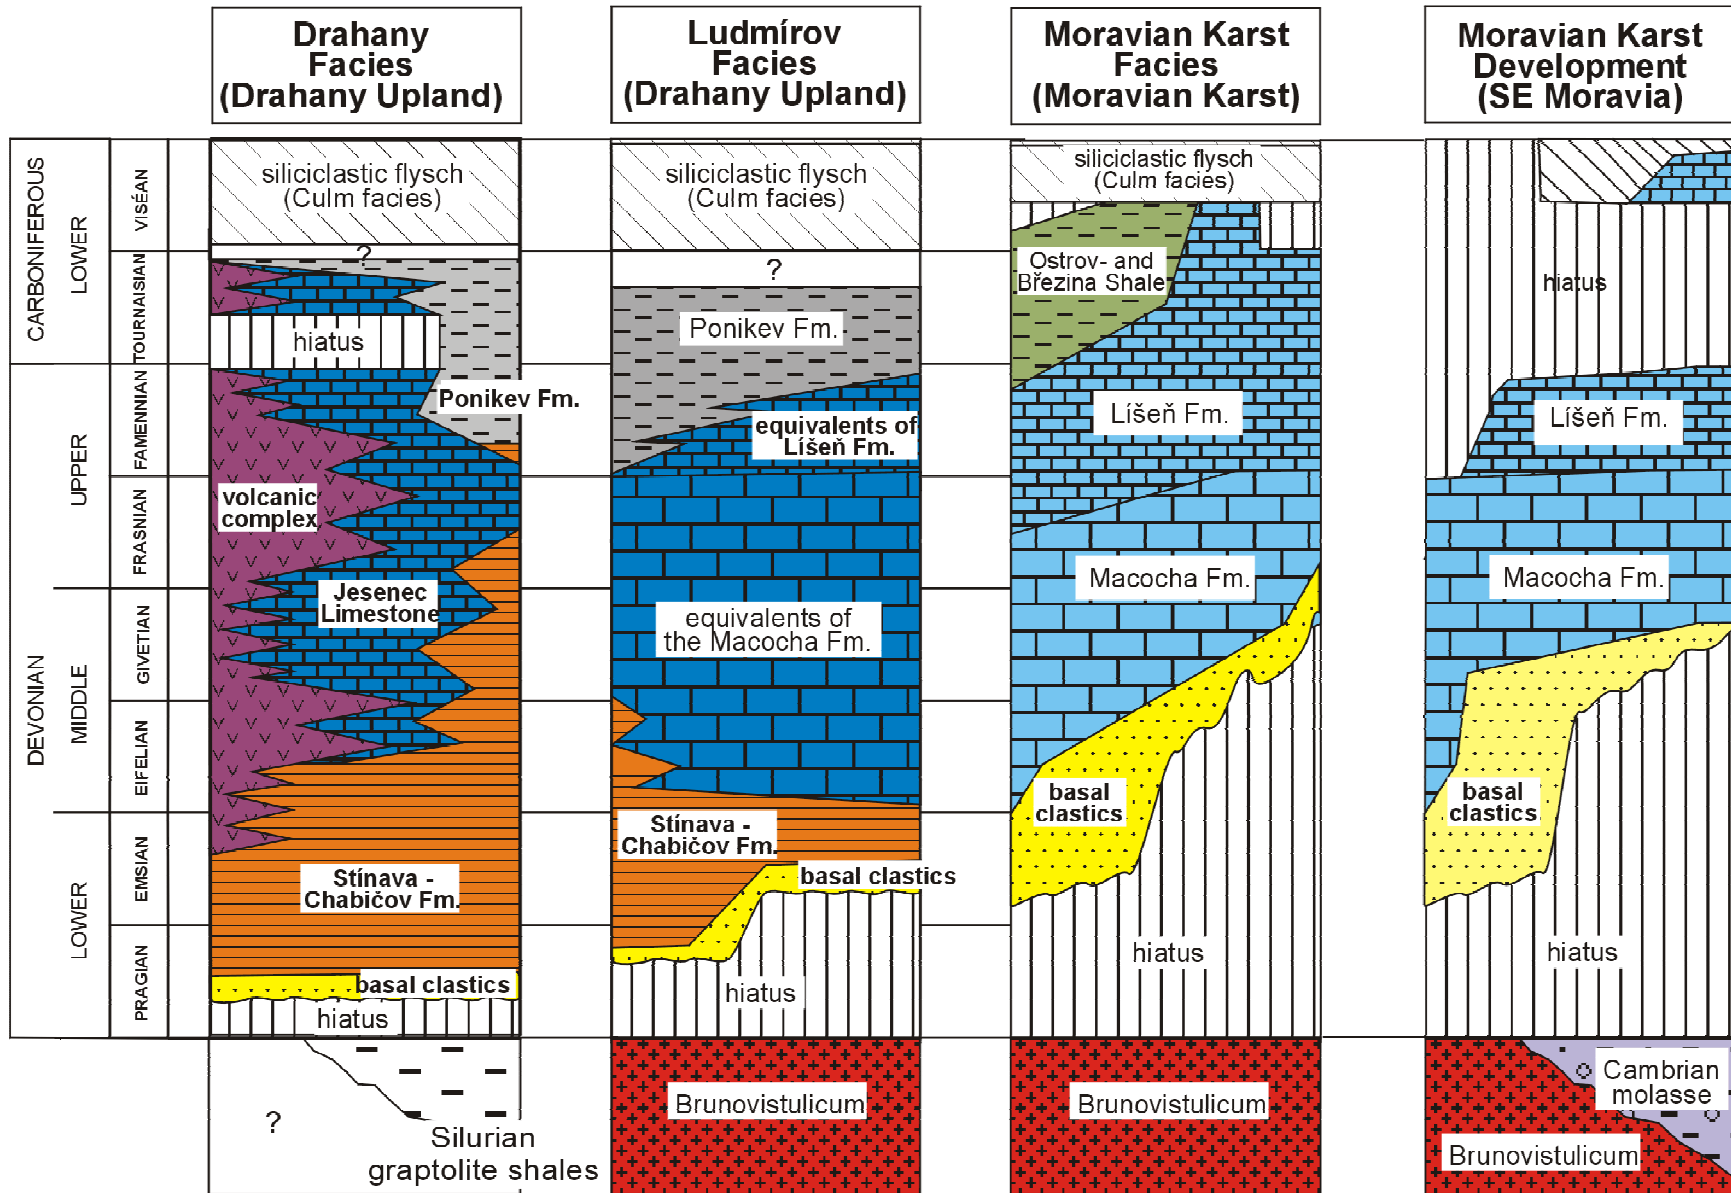 Drahany
Facies
(Drahany Upland)
Ludmírov
Facies
(Drahany Upland)
Moravian Karst
Facies
(Moravian Karst)
Moravian Karst
Development
(SE Moravia)
CARBONIFEROUS
LOWER
VISÉAN
TOURNAISIAN
DEVONIAN
UPPER
FAMENNIAN
FRASNIAN
MIDDLE
GIVETIAN
EIFELIAN
LOWER
EMSIAN
PRAGIAN
siliciclastic flysch
(Culm facies)
?
hiatus
Ponikev Fm.
volcanic
complex
Jesenec
Limestone
Stínava -
Chabičov Fm.
basal clastics
hiatus
?
Silurian
graptolite shales
siliciclastic flysch
(Culm facies)
?
Ponikev Fm.
equivalents of
Líšeň Fm.
equivalents of
the Macocha Fm.
Stínava -
Chabičov Fm.
basal clastics
hiatus
Brunovistulicum
siliciclastic flysch
(Culm facies)
Ostrov- and
Březina Shale
Líšeň Fm.
Macocha Fm.
basal
clastics
hiatus
Brunovistulicum
hiatus
Líšeň Fm.
Macocha Fm.
basal
clastics
hiatus
Cambrian
molasse
Brunovistulicum